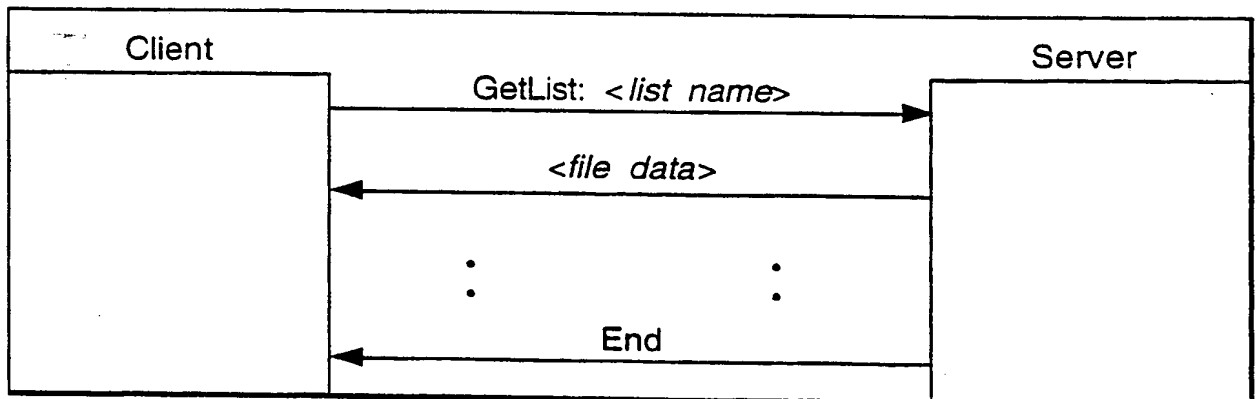 Client
Server
GetList: <list name>
<file data>
End